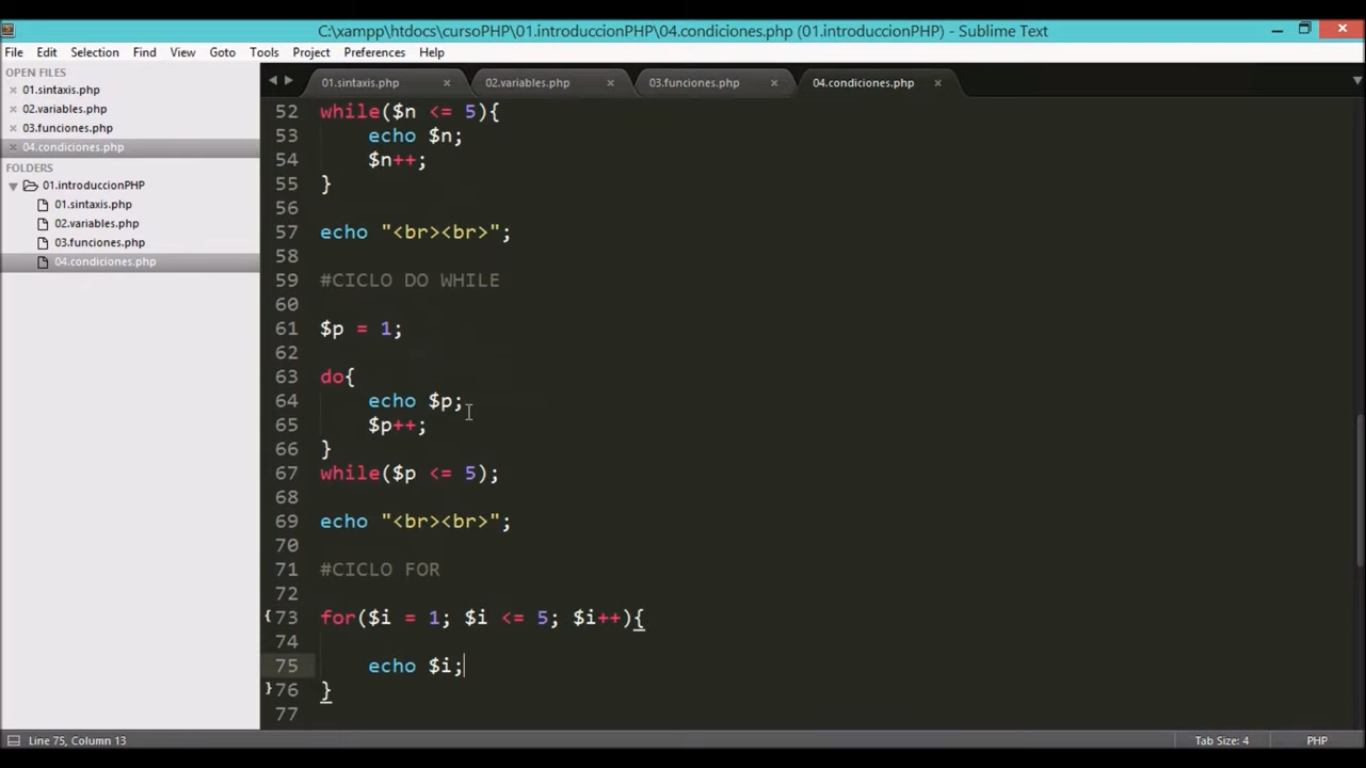 C:\xampp\htdocs\cursoPHP\01.introduccionPHP\04.condiciones.php (01.introduccionPHP) - Sublime Text
File Edit Selection Find View Goto Tools Project Preferences Help
OPEN FILES
01.sintaxis.php
02.variables.php
03.funciones.php
04.condiciones.php
FOLDERS
01.introduccionPHP
01.sintaxis.php
02.variables.php
03.funciones.php
04.condiciones.php
01.sintaxis.php 02.variables.php 03.funciones.php 04.condiciones.php
52 while($n <= 5){
53 echo $n;
54 $n++;
55 }
56
57 echo "<br><br>";
58
59 #CICLO DO WHILE
60
61 $p = 1;
62
63 do{
64 echo $p;
65 $p++;
66 }
67 while($p <= 5);
68
69 echo "<br><br>";
70
71 #CICLO FOR
72
73 for($i = 1; $i <= 5; $i++){
74
75 echo $i;
76 }
77
Line 75, Column 13 Tab Size: 4 PHP